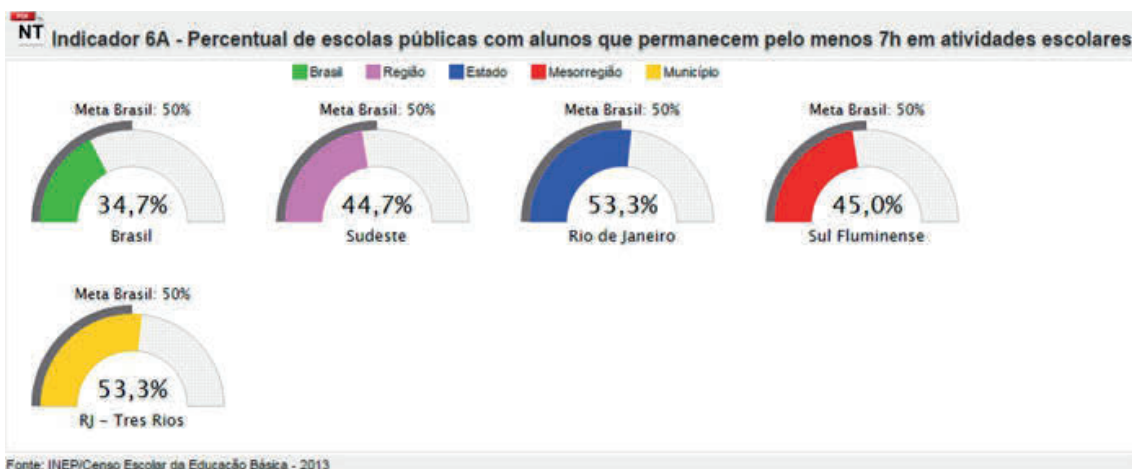 PDF
NT Indicador 6A - Percentual de escolas públicas com alunos que permecem pelo menos 7h em atividades escolares
Brasil Região Estado Mesorregião Município
Meta Brasil: 50% Meta Brasil: 50% Meta Brasil: 50% Meta Brasil: 50%
34,7% 44,7% 53,3% 45,0%
Brasil Sudeste Rio de Janeiro Sul Fluminense
Meta Brasil: 50%
53,3%
RJ - Tres Rios
Fonte: INEP/Censo Escolar da Educação Básica - 2013